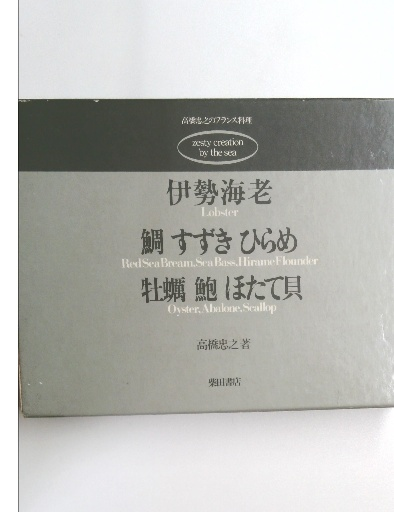 高橋忠之のフランス料理
zesty creation
by the sea
伊勢海老
Lobster
鯛 すずき ひらめ
Red Sea Bream, Sea Bass, Hirame Flounder
牡蠣 鮑 ほたて貝
Oyster, Abalone, Scallop
高橋忠之著
柴田書店